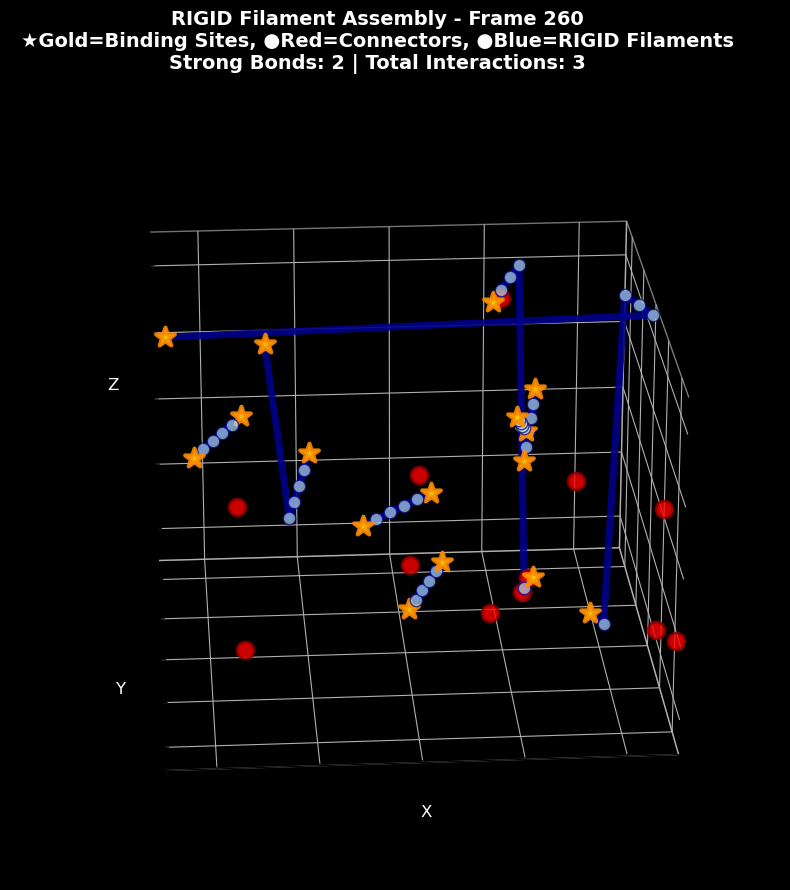 RIGID Filament Assembly - Frame 260
★Gold=Binding Sites, ●Red=Connectors, ●Blue=RIGID Filaments
Strong Bonds: 2 | Total Interactions: 3
Z
Y
X